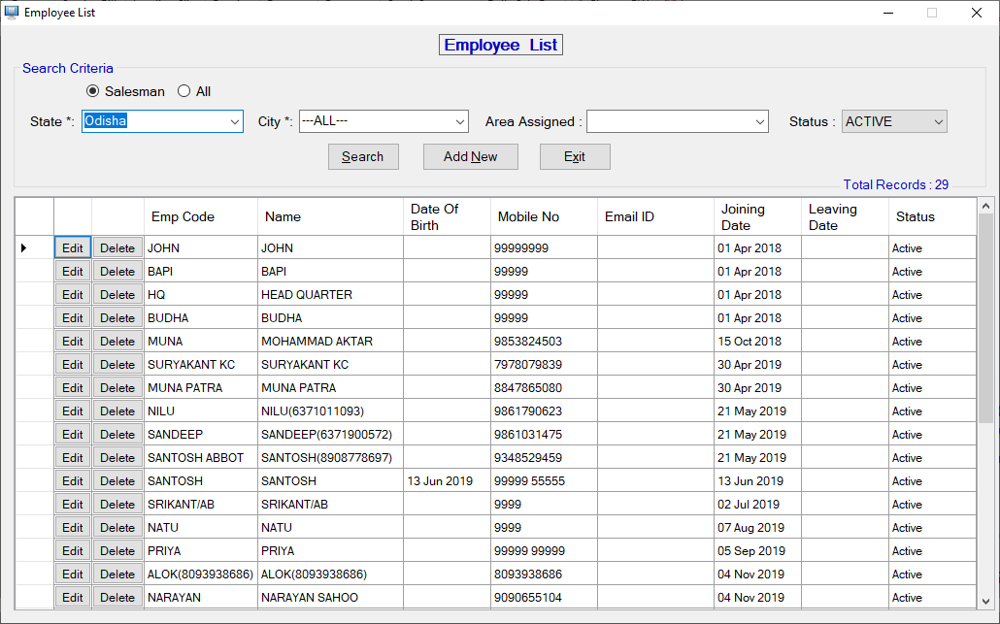 Employee List
Employee List
Search Criteria
Salesman All
State *: Odisha City *: ---ALL--- Area Assigned : Status : ACTIVE
Search Add New Exit
Total Records : 29
Emp Code Name Date Of Birth Mobile No Email ID Joining Date Leaving Date Status
Edit Delete JOHN JOHN 99999999 01 Apr 2018 Active
Edit Delete BAPI BAPI 99999 01 Apr 2018 Active
Edit Delete HQ HEAD QUARTER 99999 01 Apr 2018 Active
Edit Delete BUDHA BUDHA 99999 01 Apr 2018 Active
Edit Delete MUNA MOHAMMAD AKTAR 9853824503 15 Oct 2018 Active
Edit Delete SURYAKANT KC SURYAKANT KC 7978079839 30 Apr 2019 Active
Edit Delete MUNA PATRA MUNA PATRA 8847865080 30 Apr 2019 Active
Edit Delete NILU NILU(6371011093) 9861790623 21 May 2019 Active
Edit Delete SANDEEP SANDEEP(6371900572) 9861031475 21 May 2019 Active
Edit Delete SANTOSH ABBOT SANTOSH(8908778697) 9348529459 21 May 2019 Active
Edit Delete SANTOSH SANTOSH 13 Jun 2019 99999 55555 13 Jun 2019 Active
Edit Delete SRIKANT/AB SRIKANT/AB 9999 02 Jul 2019 Active
Edit Delete NATU NATU 9999 07 Aug 2019 Active
Edit Delete PRIYA PRIYA 99999 99999 05 Sep 2019 Active
Edit Delete ALOK(8093938686) ALOK(8093938686) 8093938686 04 Nov 2019 Active
Edit Delete NARAYAN NARAYAN SAHOO 9090655104 04 Nov 2019 Active